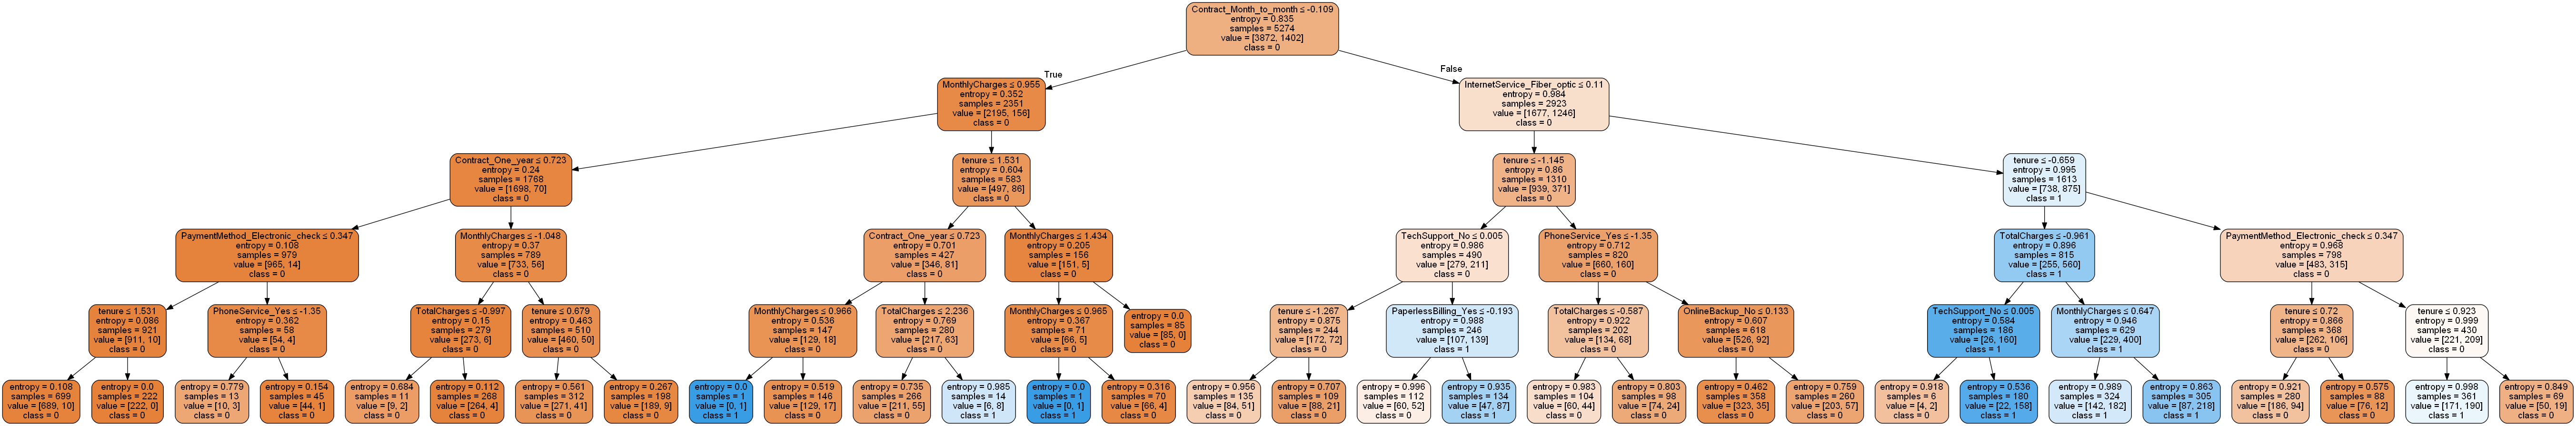 Contract_Month_to_month ≤ -0.109
entropy = 0.835
samples = 5274
value = [3872, 1402]
class = 0
True
False
MonthlyCharges ≤ 0.955
entropy = 0.352
samples = 2351
value = [2195, 156]
class = 0
InternetService_Fiber_optic ≤ 0.11
entropy = 0.984
samples = 2923
value = [1677, 1246]
class = 0
Contract_One_year ≤ 0.723
entropy = 0.24
samples = 1768
value = [1698, 70]
class = 0
tenure ≤ 1.531
entropy = 0.604
samples = 583
value = [497, 86]
class = 0
tenure ≤ -1.145
entropy = 0.86
samples = 1310
value = [939, 371]
class = 0
tenure ≤ -0.659
entropy = 0.995
samples = 1613
value = [738, 875]
class = 1
PaymentMethod_Electronic_check ≤ 0.347
entropy = 0.108
samples = 979
value = [965, 14]
class = 0
MonthlyCharges ≤ -1.048
entropy = 0.37
samples = 789
value = [733, 56]
class = 0
Contract_One_year ≤ 0.723
entropy = 0.701
samples = 427
value = [346, 81]
class = 0
MonthlyCharges ≤ 1.434
entropy = 0.205
samples = 156
value = [151, 5]
class = 0
TechSupport_No ≤ 0.005
entropy = 0.986
samples = 490
value = [279, 211]
class = 0
PhoneService_Yes ≤ -1.35
entropy = 0.712
samples = 820
value = [660, 160]
class = 0
TotalCharges ≤ -0.961
entropy = 0.896
samples = 815
value = [255, 560]
class = 1
PaymentMethod_Electronic_check ≤ 0.347
entropy = 0.968
samples = 798
value = [483, 315]
class = 0
tenure ≤ 1.531
entropy = 0.086
samples = 921
value = [911, 10]
class = 0
PhoneService_Yes ≤ -1.35
entropy = 0.362
samples = 58
value = [54, 4]
class = 0
TotalCharges ≤ -0.997
entropy = 0.15
samples = 279
value = [273, 6]
class = 0
tenure ≤ 0.679
entropy = 0.463
samples = 510
value = [460, 50]
class = 0
MonthlyCharges ≤ 0.966
entropy = 0.536
samples = 147
value = [129, 18]
class = 0
TotalCharges ≤ 2.236
entropy = 0.769
samples = 280
value = [217, 63]
class = 0
MonthlyCharges ≤ 0.965
entropy = 0.367
samples = 71
value = [66, 5]
class = 0
entropy = 0.0
samples = 85
value = [85, 0]
class = 0
tenure ≤ -1.267
entropy = 0.875
samples = 244
value = [172, 72]
class = 0
PaperlessBilling_Yes ≤ -0.193
entropy = 0.988
samples = 246
value = [107, 139]
class = 1
TotalCharges ≤ -0.587
entropy = 0.922
samples = 202
value = [134, 68]
class = 0
OnlineBackup_No ≤ 0.133
entropy = 0.607
samples = 618
value = [526, 92]
class = 0
TechSupport_No ≤ 0.005
entropy = 0.584
samples = 186
value = [26, 160]
class = 1
MonthlyCharges ≤ 0.647
entropy = 0.946
samples = 629
value = [229, 400]
class = 1
tenure ≤ 0.72
entropy = 0.866
samples = 368
value = [262, 106]
class = 0
tenure ≤ 0.923
entropy = 0.999
samples = 430
value = [221, 209]
class = 0
entropy = 0.108
samples = 699
value = [689, 10]
class = 0
entropy = 0.0
samples = 222
value = [222, 0]
class = 0
entropy = 0.779
samples = 13
value = [10, 3]
class = 0
entropy = 0.154
samples = 45
value = [44, 1]
class = 0
entropy = 0.684
samples = 11
value = [9, 2]
class = 0
entropy = 0.112
samples = 268
value = [264, 4]
class = 0
entropy = 0.561
samples = 312
value = [271, 41]
class = 0
entropy = 0.267
samples = 198
value = [189, 9]
class = 0
entropy = 0.0
samples = 1
value = [0, 1]
class = 1
entropy = 0.519
samples = 146
value = [129, 17]
class = 0
entropy = 0.735
samples = 266
value = [211, 55]
class = 0
entropy = 0.985
samples = 14
value = [6, 8]
class = 1
entropy = 0.0
samples = 1
value = [0, 1]
class = 1
entropy = 0.316
samples = 70
value = [66, 4]
class = 0
entropy = 0.956
samples = 135
value = [84, 51]
class = 0
entropy = 0.707
samples = 109
value = [88, 21]
class = 0
entropy = 0.996
samples = 112
value = [60, 52]
class = 0
entropy = 0.935
samples = 134
value = [47, 87]
class = 1
entropy = 0.983
samples = 104
value = [60, 44]
class = 0
entropy = 0.803
samples = 98
value = [74, 24]
class = 0
entropy = 0.462
samples = 358
value = [323, 35]
class = 0
entropy = 0.759
samples = 260
value = [203, 57]
class = 0
entropy = 0.918
samples = 6
value = [4, 2]
class = 0
entropy = 0.536
samples = 180
value = [22, 158]
class = 1
entropy = 0.989
samples = 324
value = [142, 182]
class = 1
entropy = 0.863
samples = 305
value = [87, 218]
class = 1
entropy = 0.921
samples = 280
value = [186, 94]
class = 0
entropy = 0.575
samples = 88
value = [76, 12]
class = 0
entropy = 0.998
samples = 361
value = [171, 190]
class = 1
entropy = 0.849
samples = 69
value = [50, 19]
class = 0